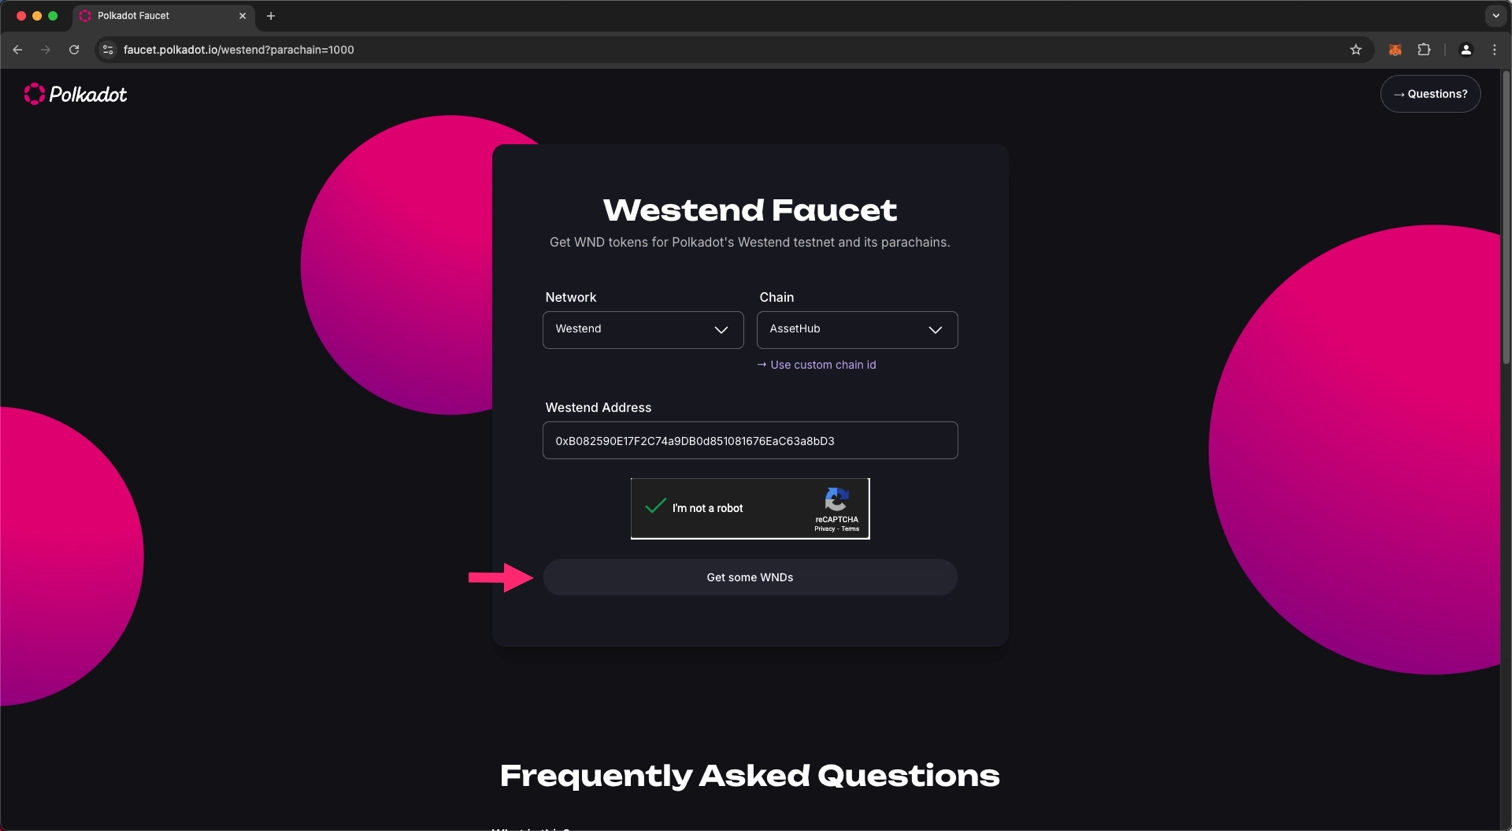 Polkadot Faucet
faucet.polkadot.io/westend?parachain=1000
Polkadot
→ Questions?
Westend Faucet
Get WND tokens for Polkadot's Westend testnet and its parachains.
Network
Chain
Westend
AssetHub
→ Use custom chain id
Westend Address
0xB082590E17F2C74a9DB0d851081676EaC63a8bD3
I'm not a robot
reCAPTCHA
Privacy - Terms
Get some WNDs
Frequently Asked Questions